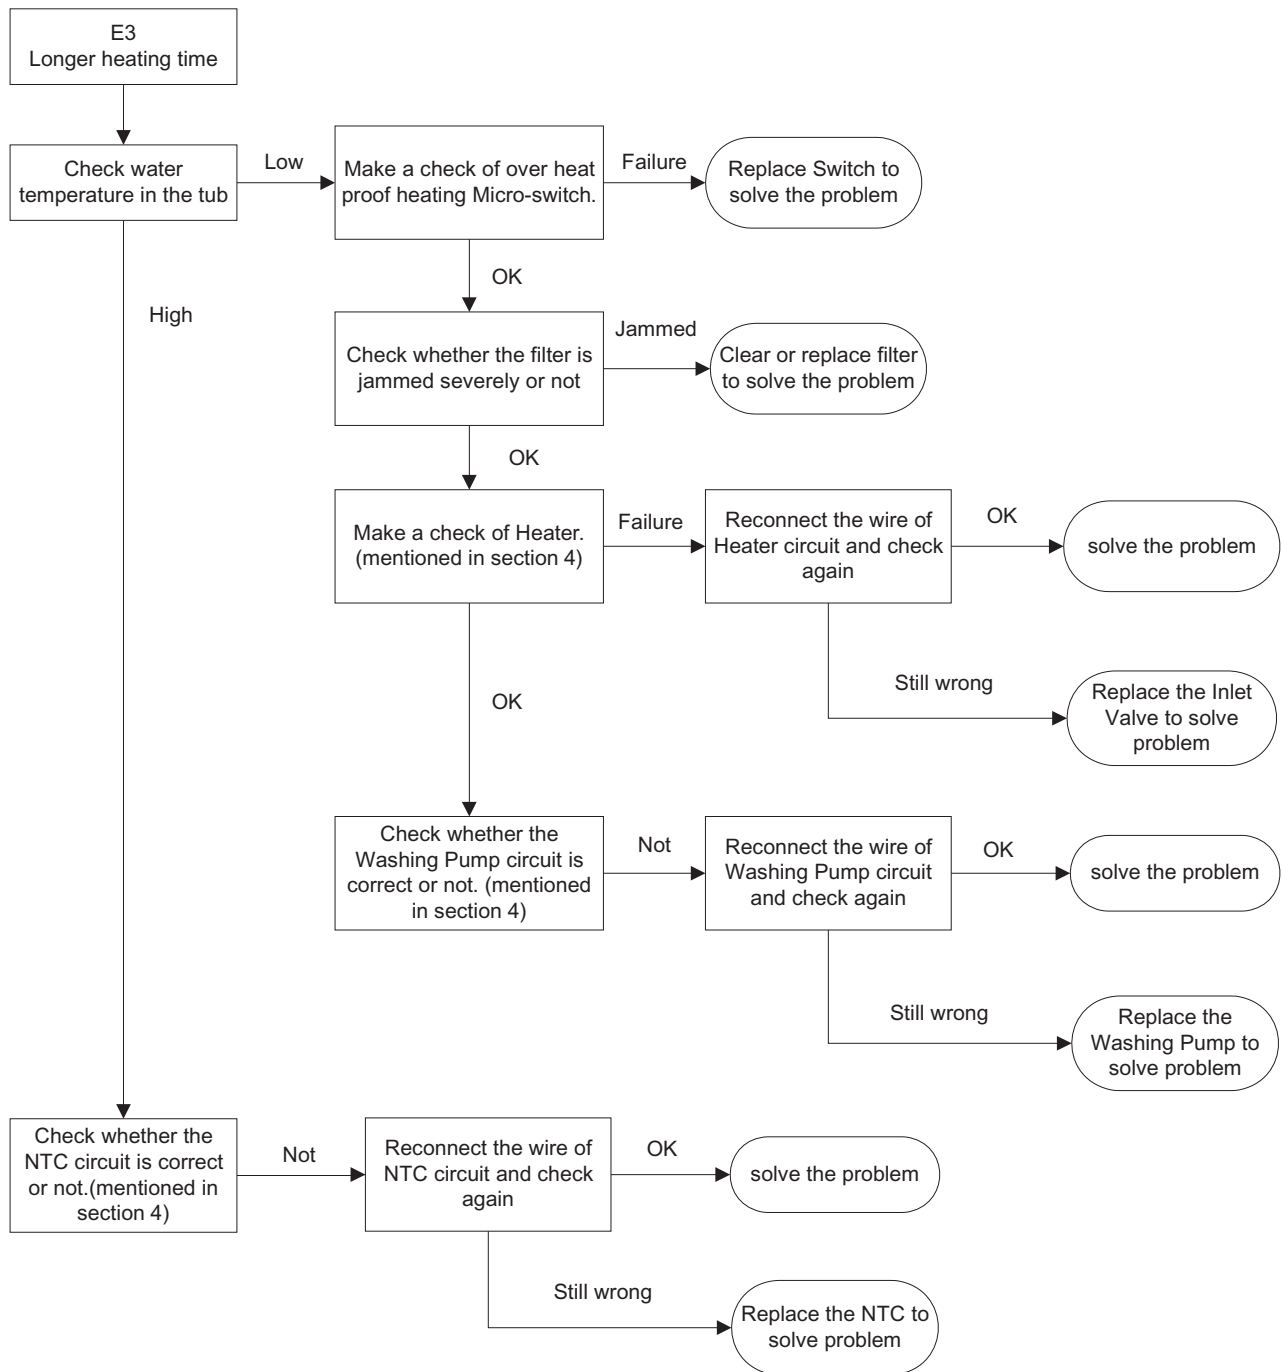 E3
Longer heating time
Check water
temperature in the tub
Low
Make a check of over heat
proof heating Micro-switch.
Failure
Replace Switch to
solve the problem
OK
High
Check whether the filter is
jammed severely or not
Jammed
Clear or replace filter
to solve the problem
OK
Make a check of Heater.
(mentioned in section 4)
Failure
Reconnect the wire of
Heater circuit and check
again
OK
solve the problem
Still wrong
Replace the Inlet
Valve to solve
problem
OK
Check whether the
Washing Pump circuit is
correct or not. (mentioned
in section 4)
Not
Reconnect the wire of
Washing Pump circuit
and check again
OK
solve the problem
Still wrong
Replace the
Washing Pump to
solve problem
Check whether the
NTC circuit is correct
or not.(mentioned in
section 4)
Not
Reconnect the wire of
NTC circuit and check
again
OK
solve the problem
Still wrong
Replace the NTC to
solve problem